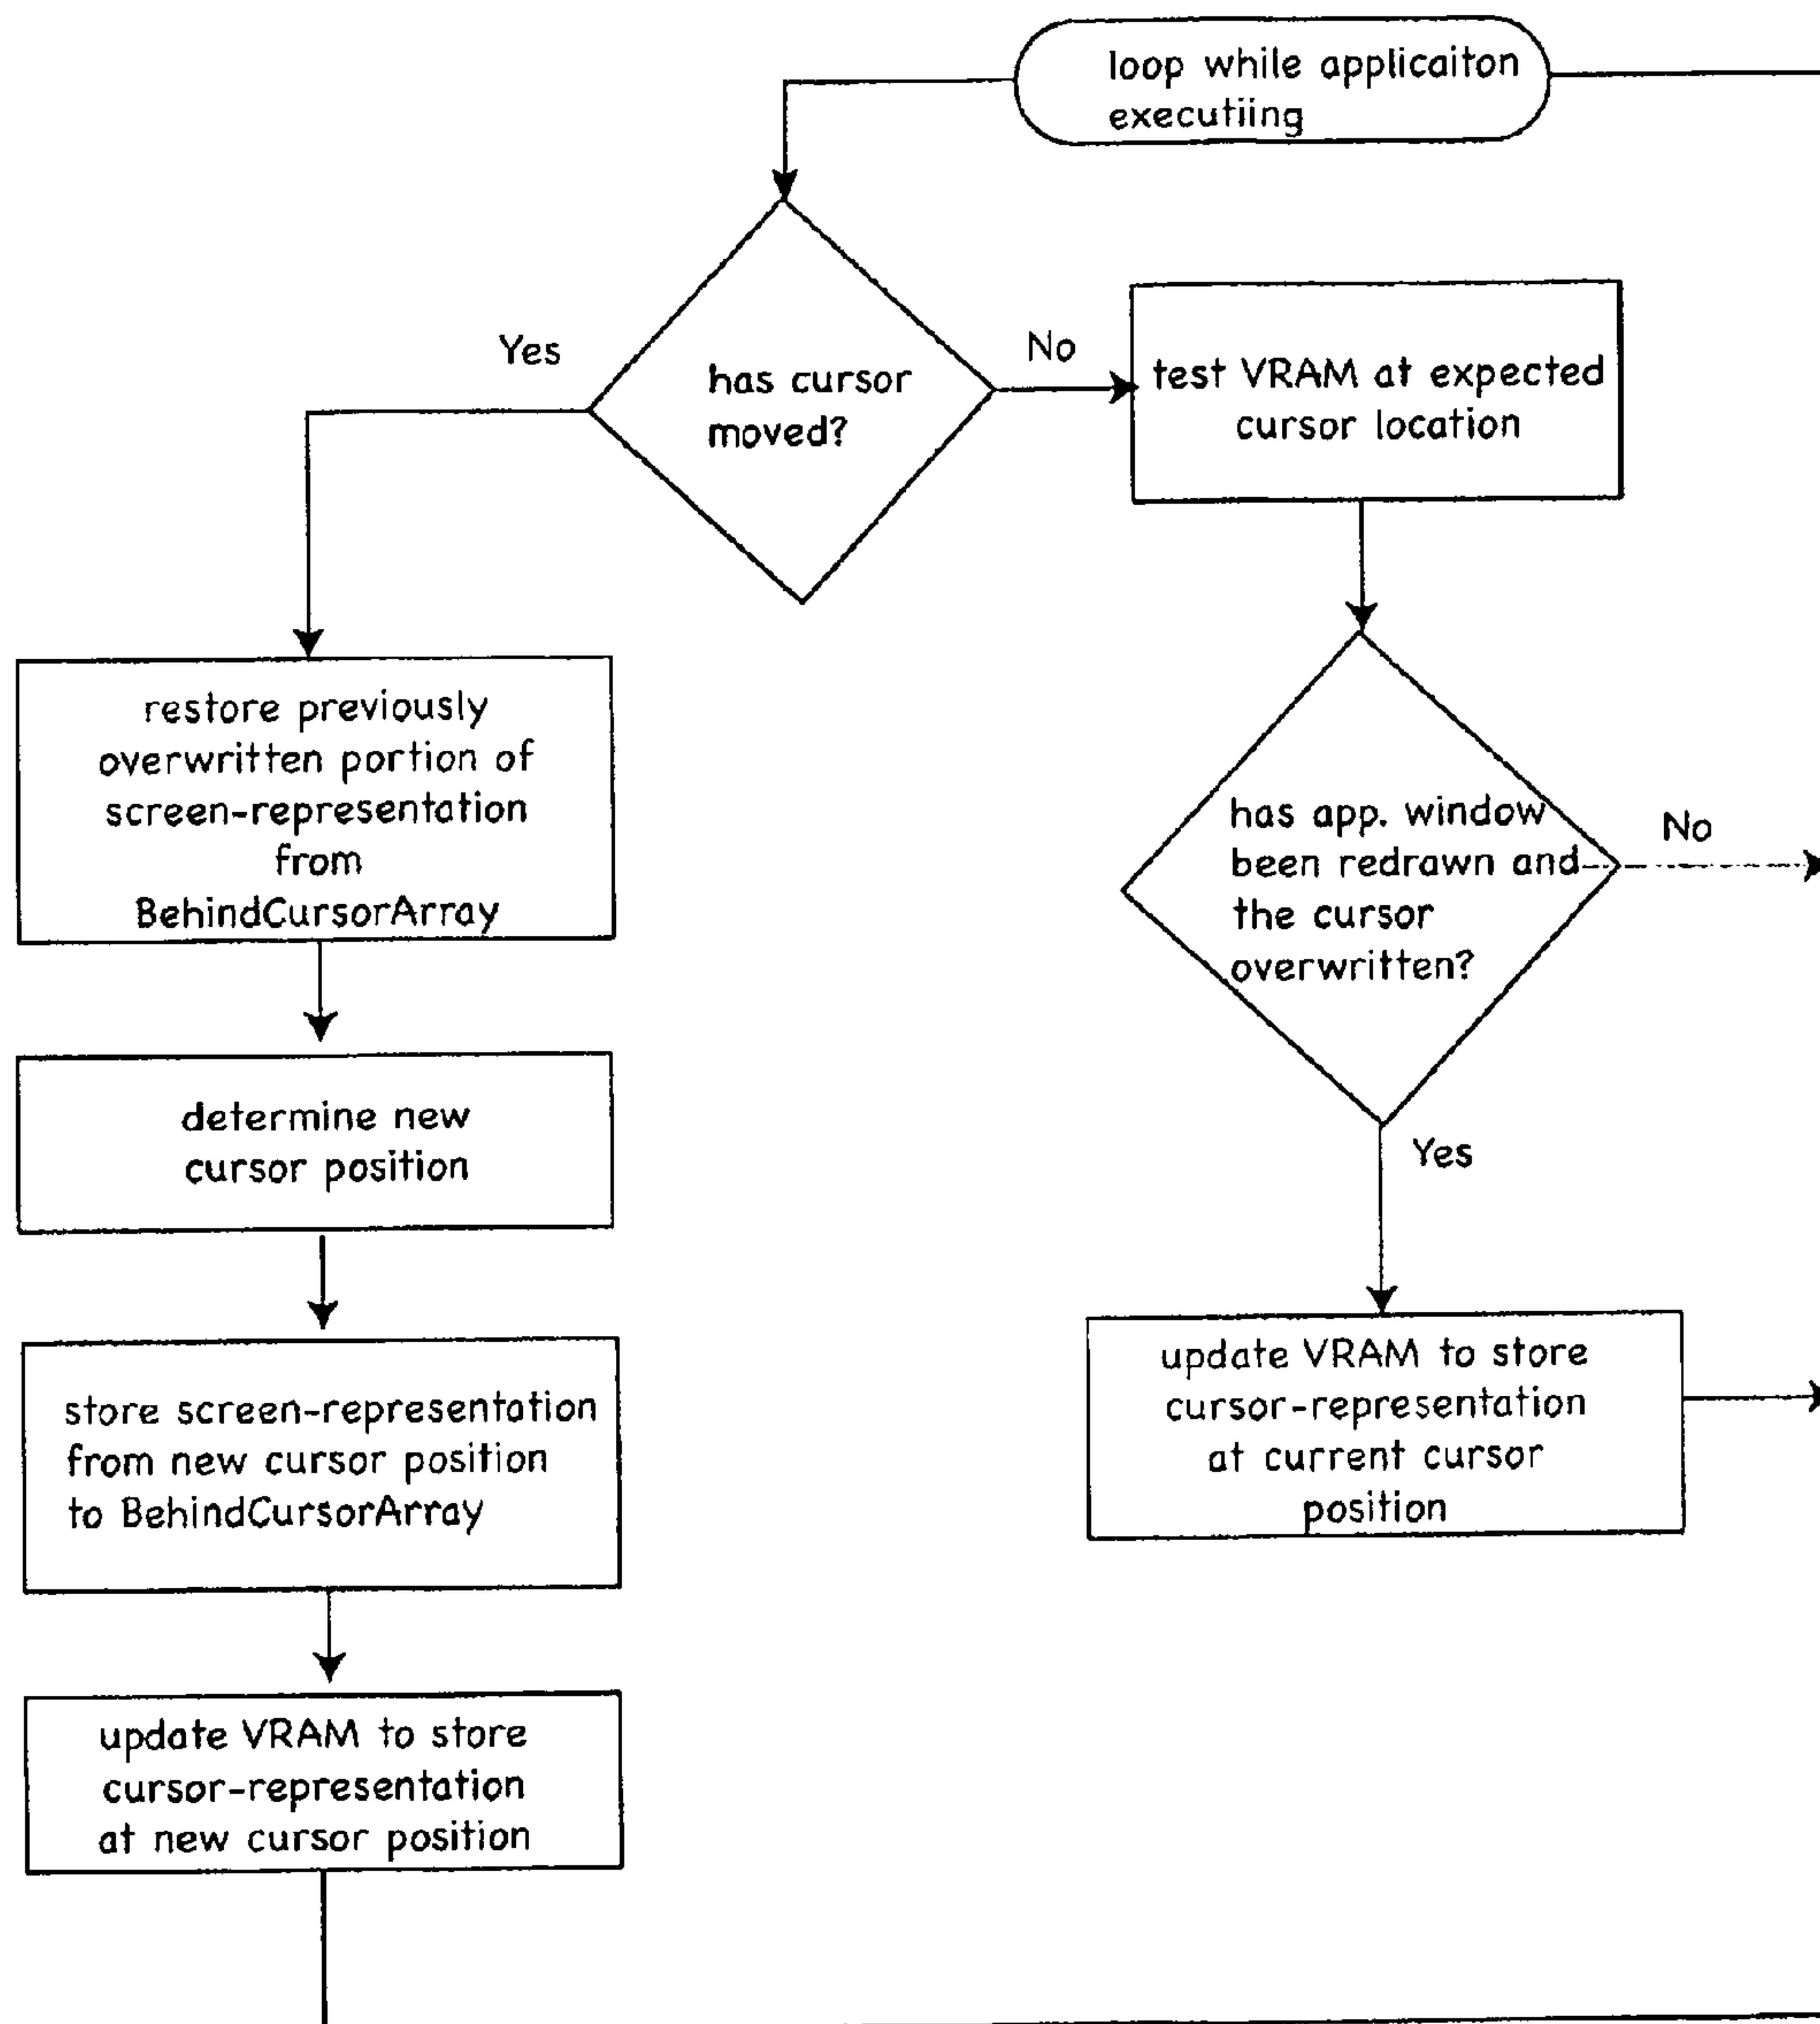 loop while applicaiton
executiing
Yes
has cursor
moved?
No
test VRAM at expected
cursor location
restore previously
overwritten portion of
screen-representation
from
BehindCursorArray
has app. window
been redrawn and
the cursor
overwritten?
No
determine new
cursor position
Yes
store screen-representation
from new cursor position
to BehindCursorArray
update VRAM to store
cursor-representation
at current cursor
position
update VRAM to store
cursor-representation
at new cursor position